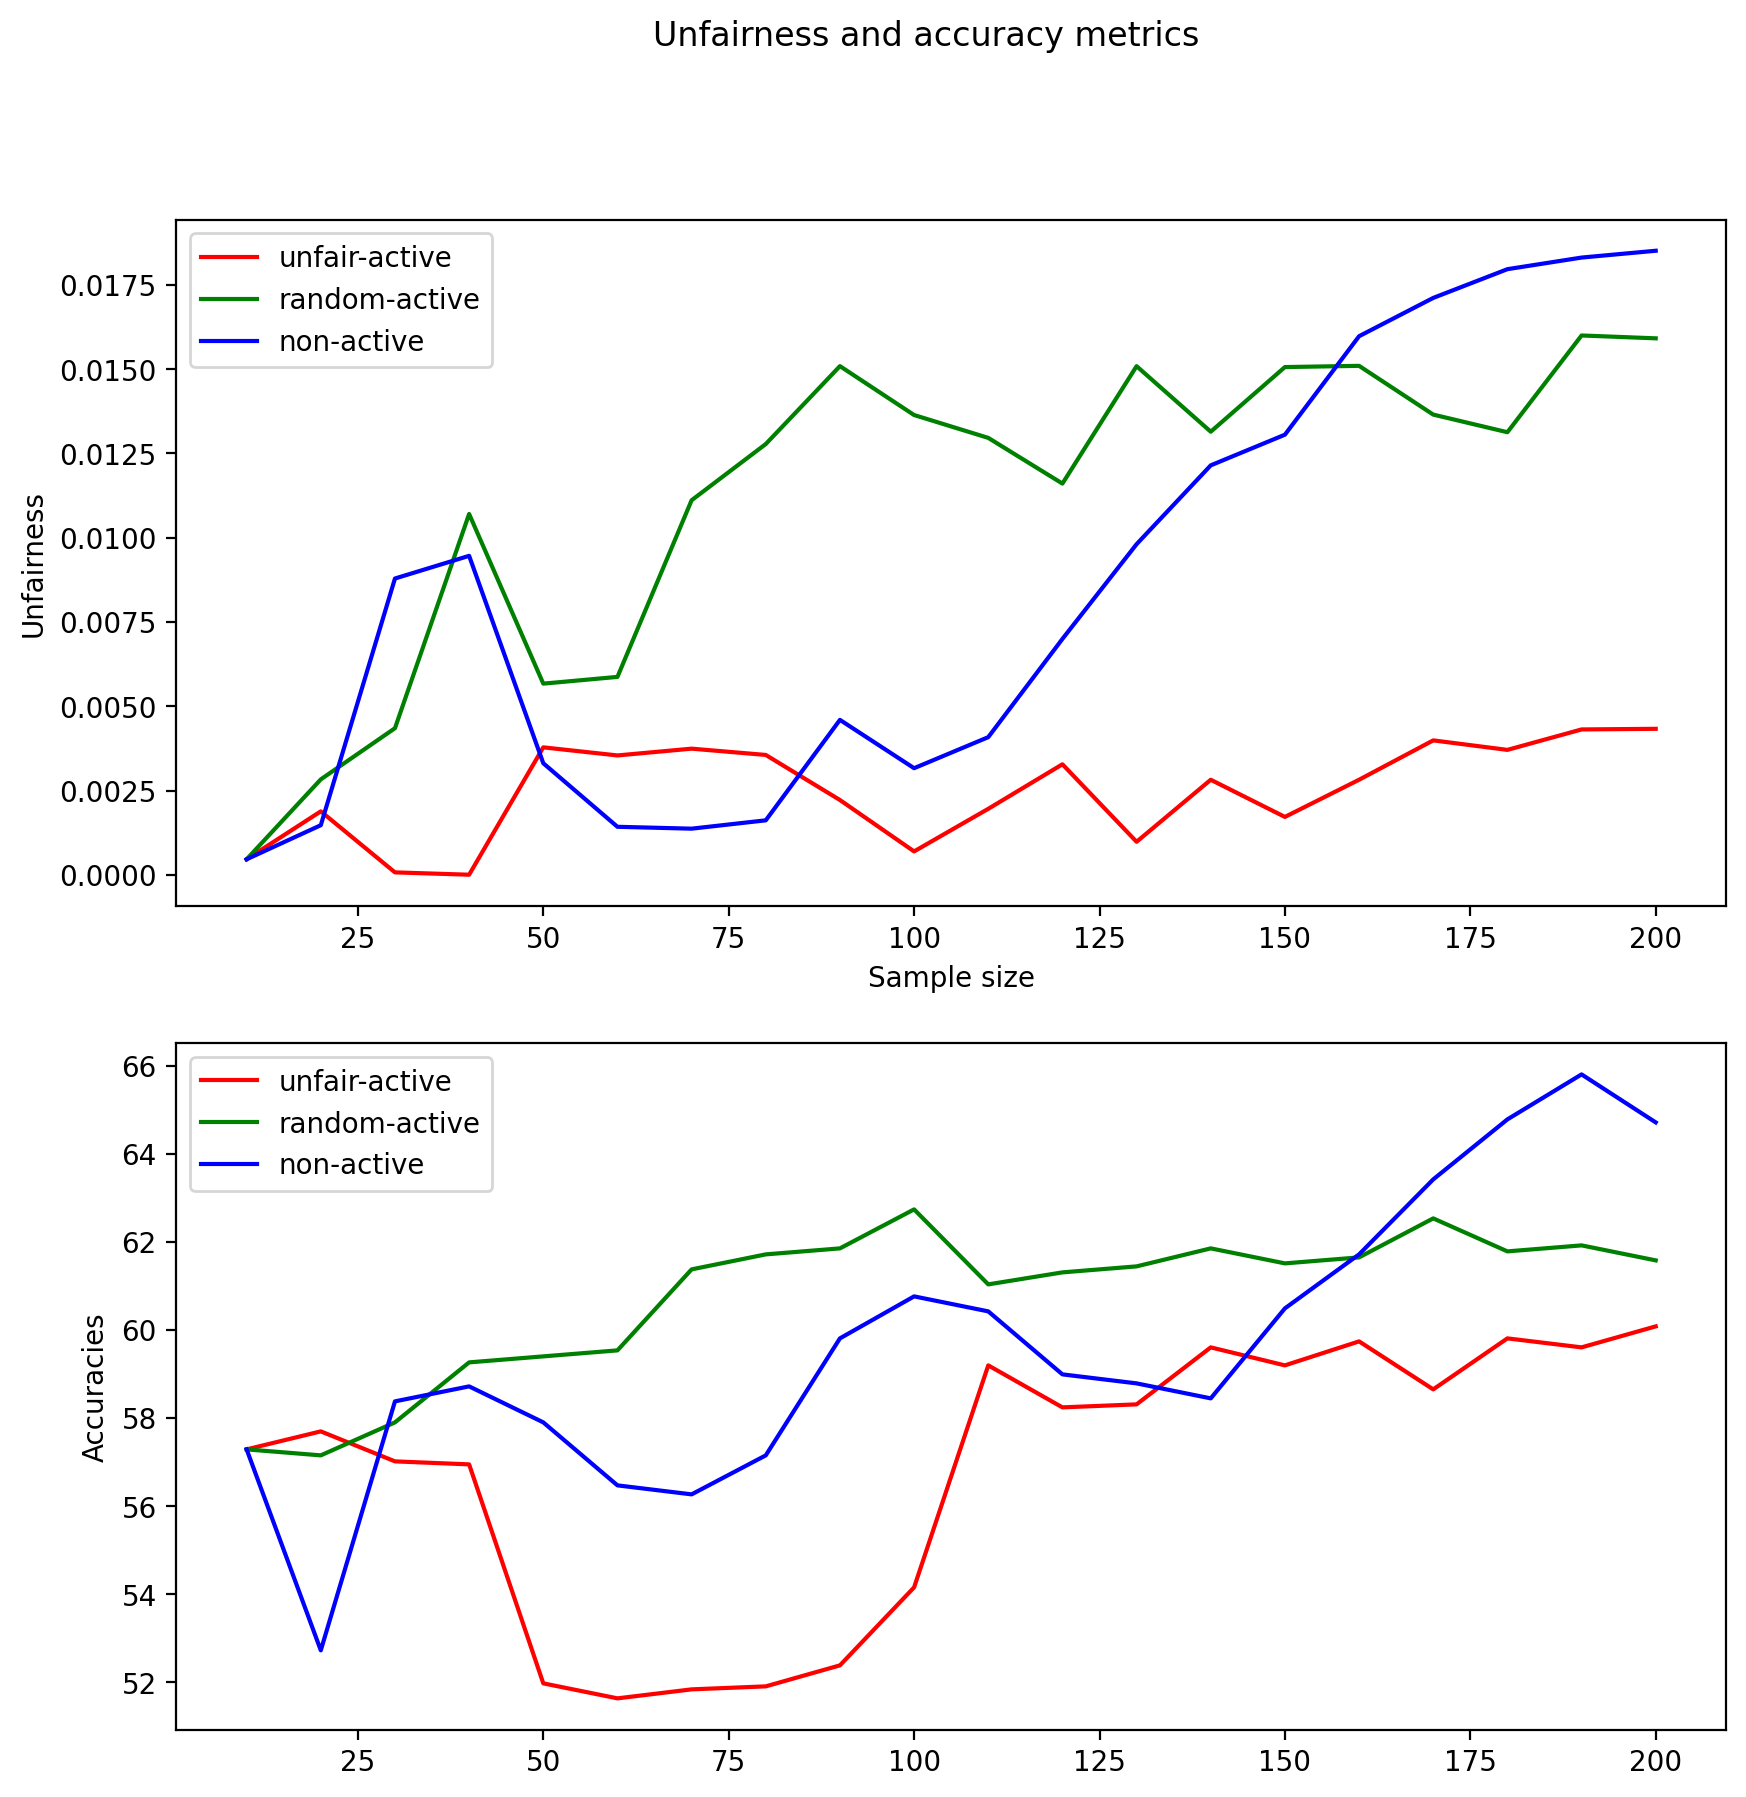 Unfairness and accuracy metrics
unfair-active
random-active
non-active
0.0175
0.0150
0.0125
0.0100
0.0075
0.0050
0.0025
0.0000
Unfairness
25 50 75 100 125 150 175 200
Sample size
unfair-active
random-active
non-active
66
64
62
60
58
56
54
52
Accuracies
25 50 75 100 125 150 175 200